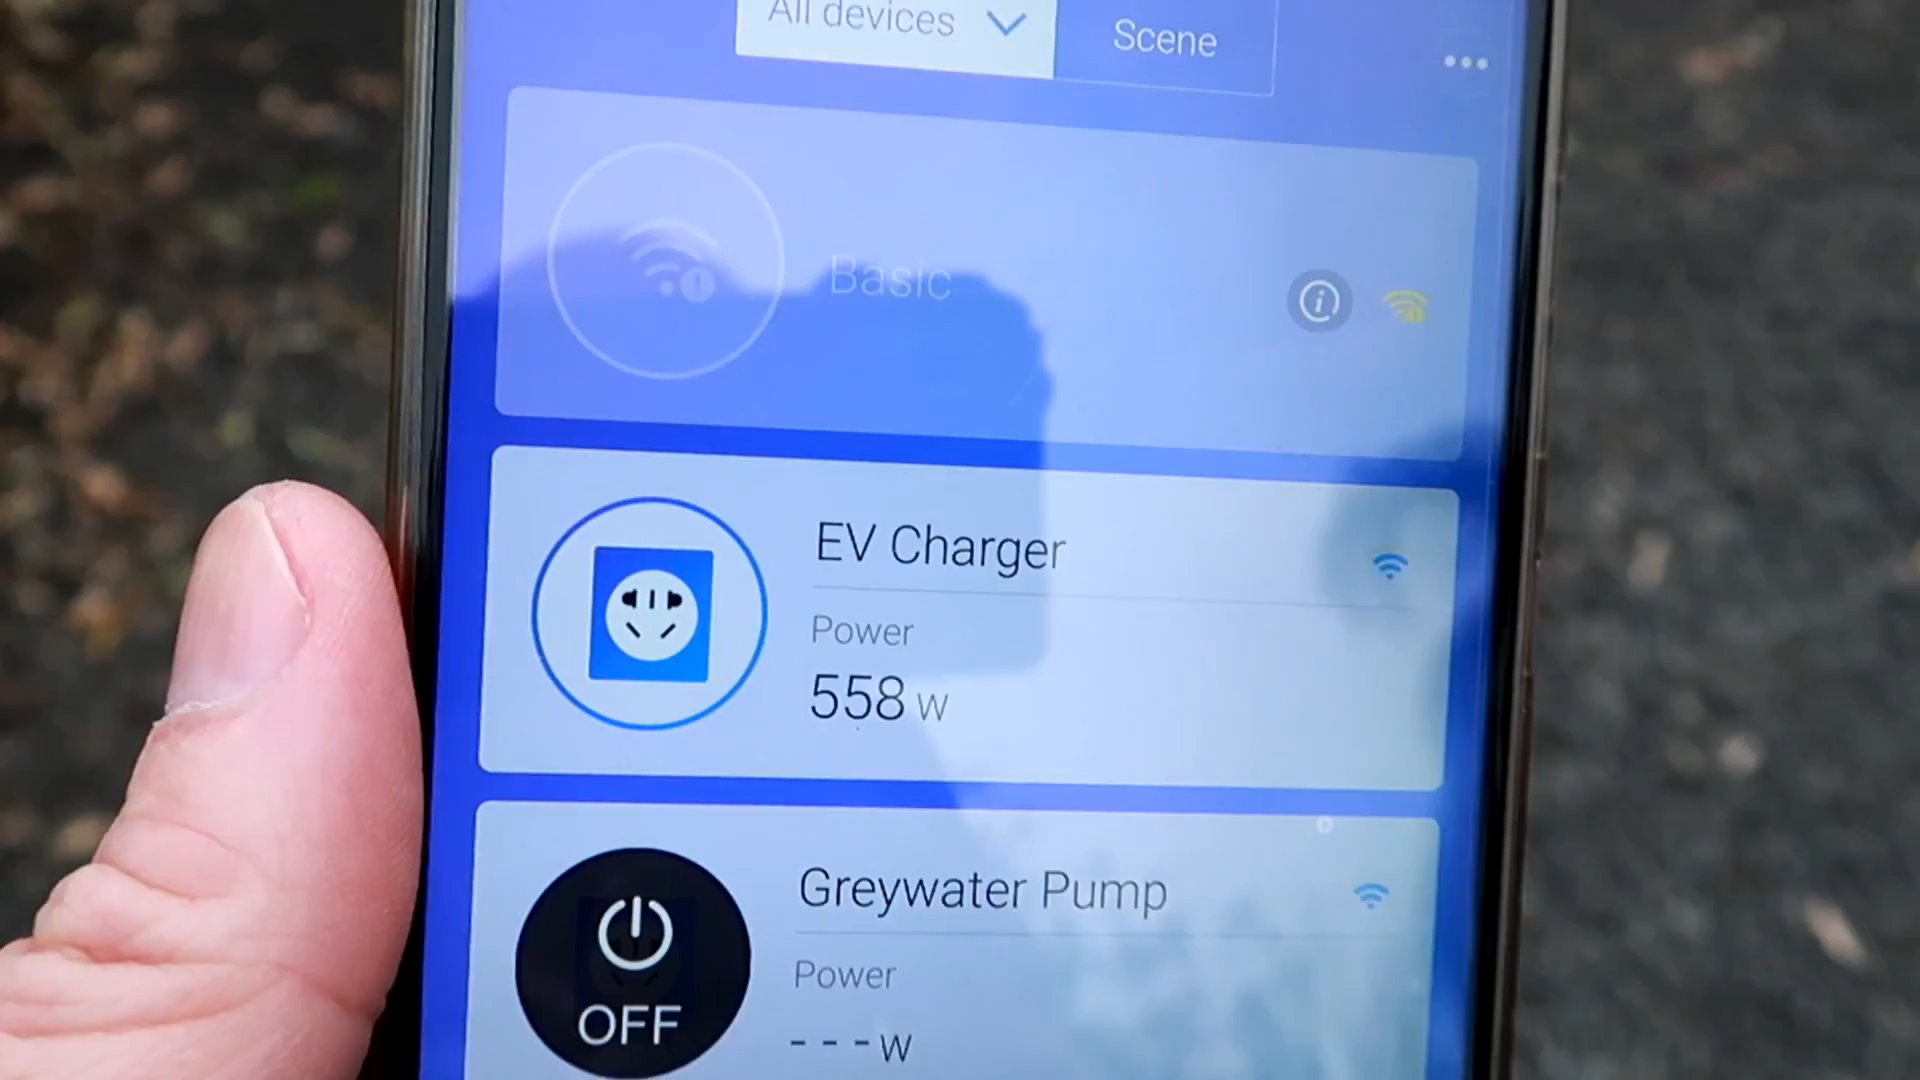 All devices
Scene
Basic
EV Charger
Power
558 W
Greywater Pump
Power
OFF
---W